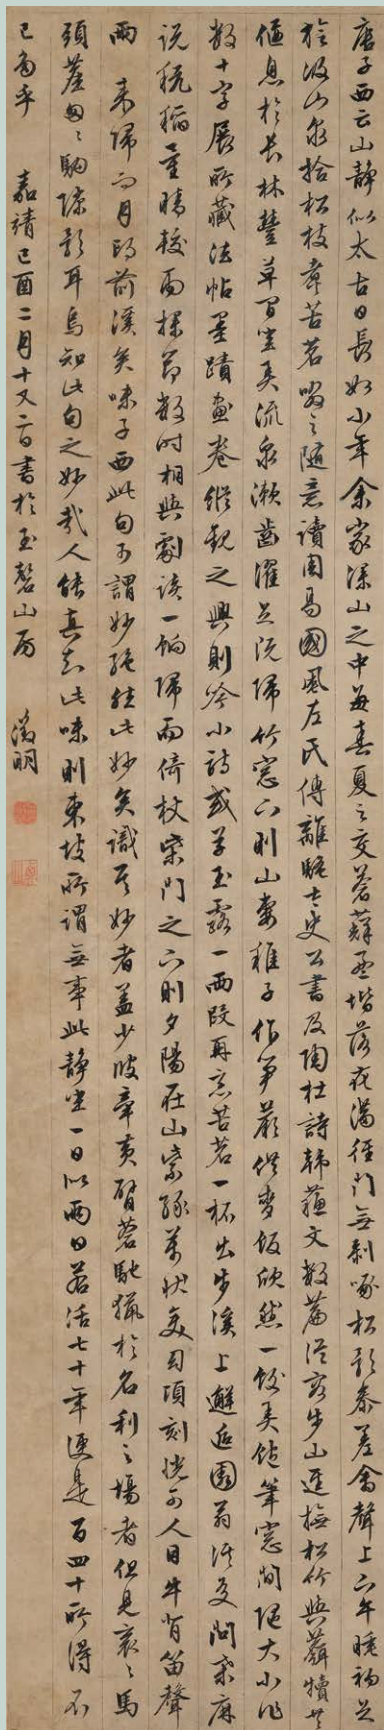 唐子西云山静似太古日長如小年余家深山之中每春夏之交蒼蘚盈堦落花滿徑門無剥啄松影參差禽聲上下午睡初足
旋汲山泉拾松枝煮苦茗啜之隨意讀周易國風左氏傳離騷太史公書及陶杜詩韓蘇文數篇從容步山逕撫松竹與麛犢共
偃息於長林豐草間坐弄流泉漱齒濯足既歸竹窓下則山妻稚子作笋蕨供麥飯欣然一飽弄筆窓間隨大小作
數十字展所藏法帖墨蹟畫卷縱觀之興則吟小詩或草玉露一兩段再烹苦茗一杯出步溪上邂逅園翁溪友問桑麻
說秔稻量晴校雨探節數時相與劇談一餉歸而倚杖柴門之下則夕陽在山紫綠萬狀變幻頃刻恍可人目牛背笛聲
兩々来歸而月印前溪矣味子西此句可謂妙絕然此妙矣識其妙者蓋少彼牽黃臂蒼馳獵於名利之場者但見衮々馬
頭塵匆々駒隙影耳烏知此句之妙哉人能真知此味則東坡所謂無事此靜坐一日似兩日若活七十年便是百四十所得不
已多乎 嘉靖己酉二月十又二日書於玉磬山房 徵明